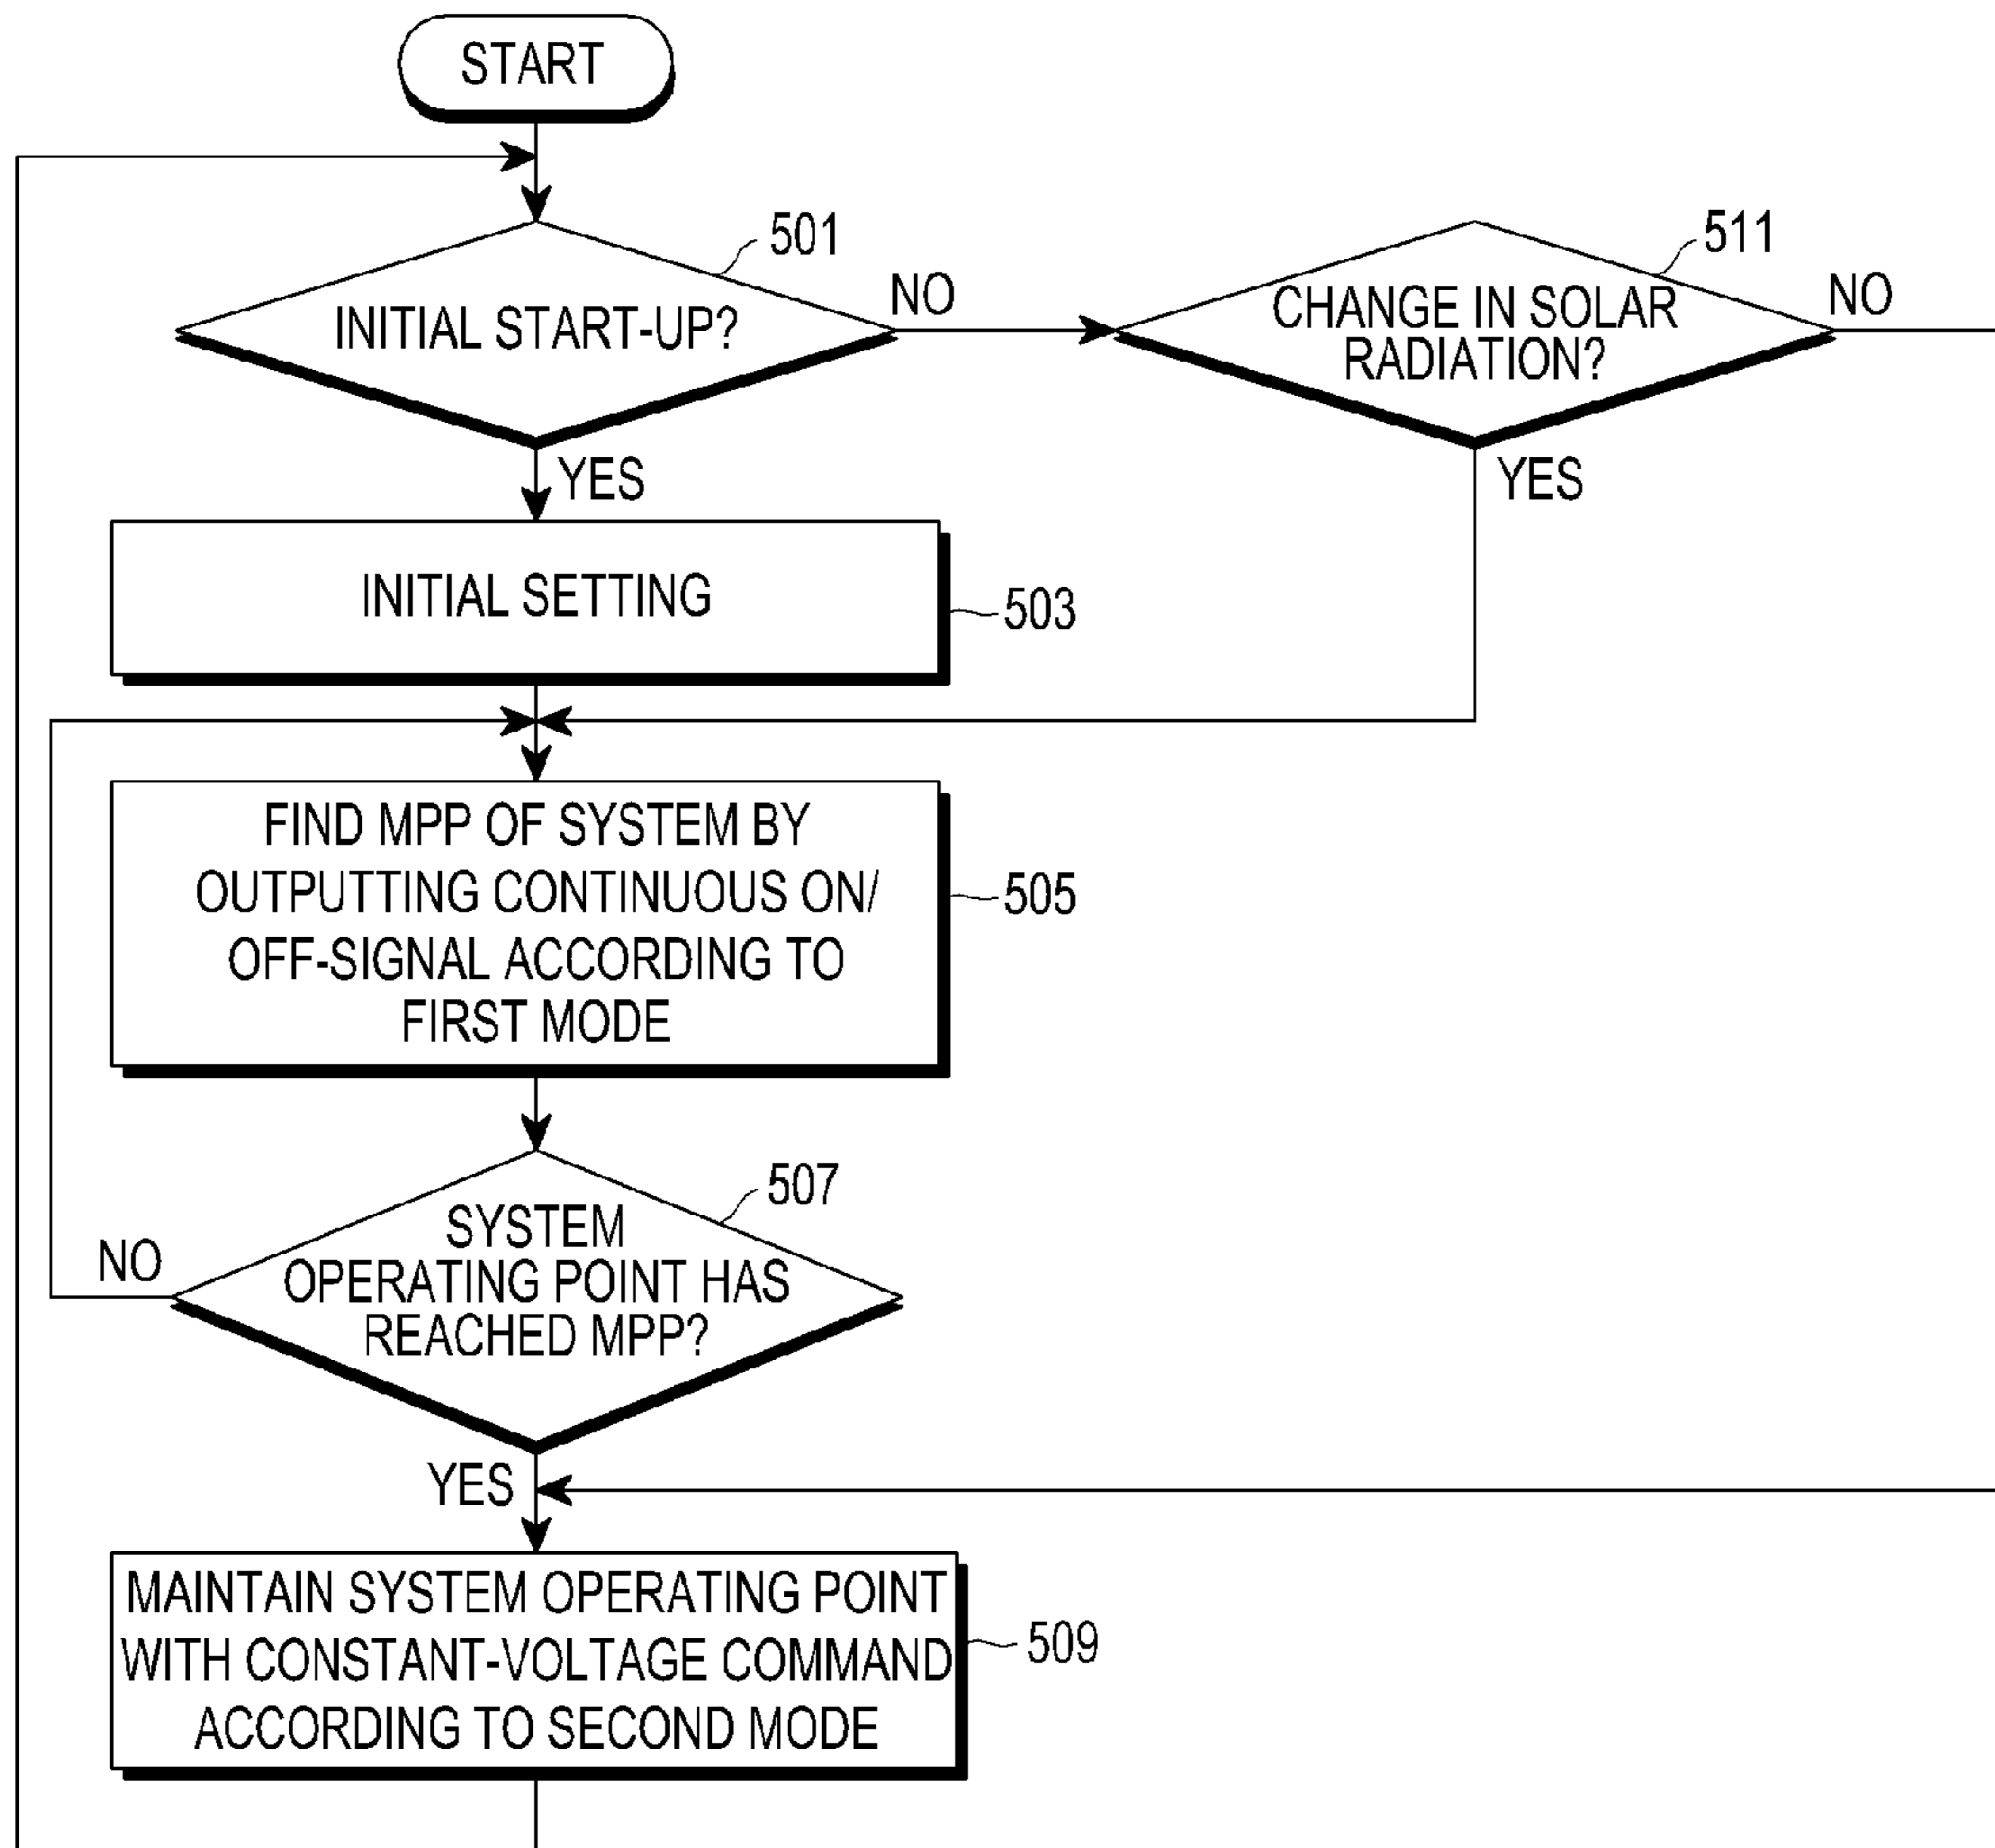 START
501
INITIAL START-UP?
NO
511
CHANGE IN SOLAR
RADIATION?
NO
YES
YES
INITIAL SETTING
503
FIND MPP OF SYSTEM BY
OUTPUTTING CONTINUOUS ON/
OFF-SIGNAL ACCORDING TO
FIRST MODE
505
507
SYSTEM
OPERATING POINT HAS
REACHED MPP?
NO
YES
MAINTAIN SYSTEM OPERATING POINT
WITH CONSTANT-VOLTAGE COMMAND
ACCORDING TO SECOND MODE
509